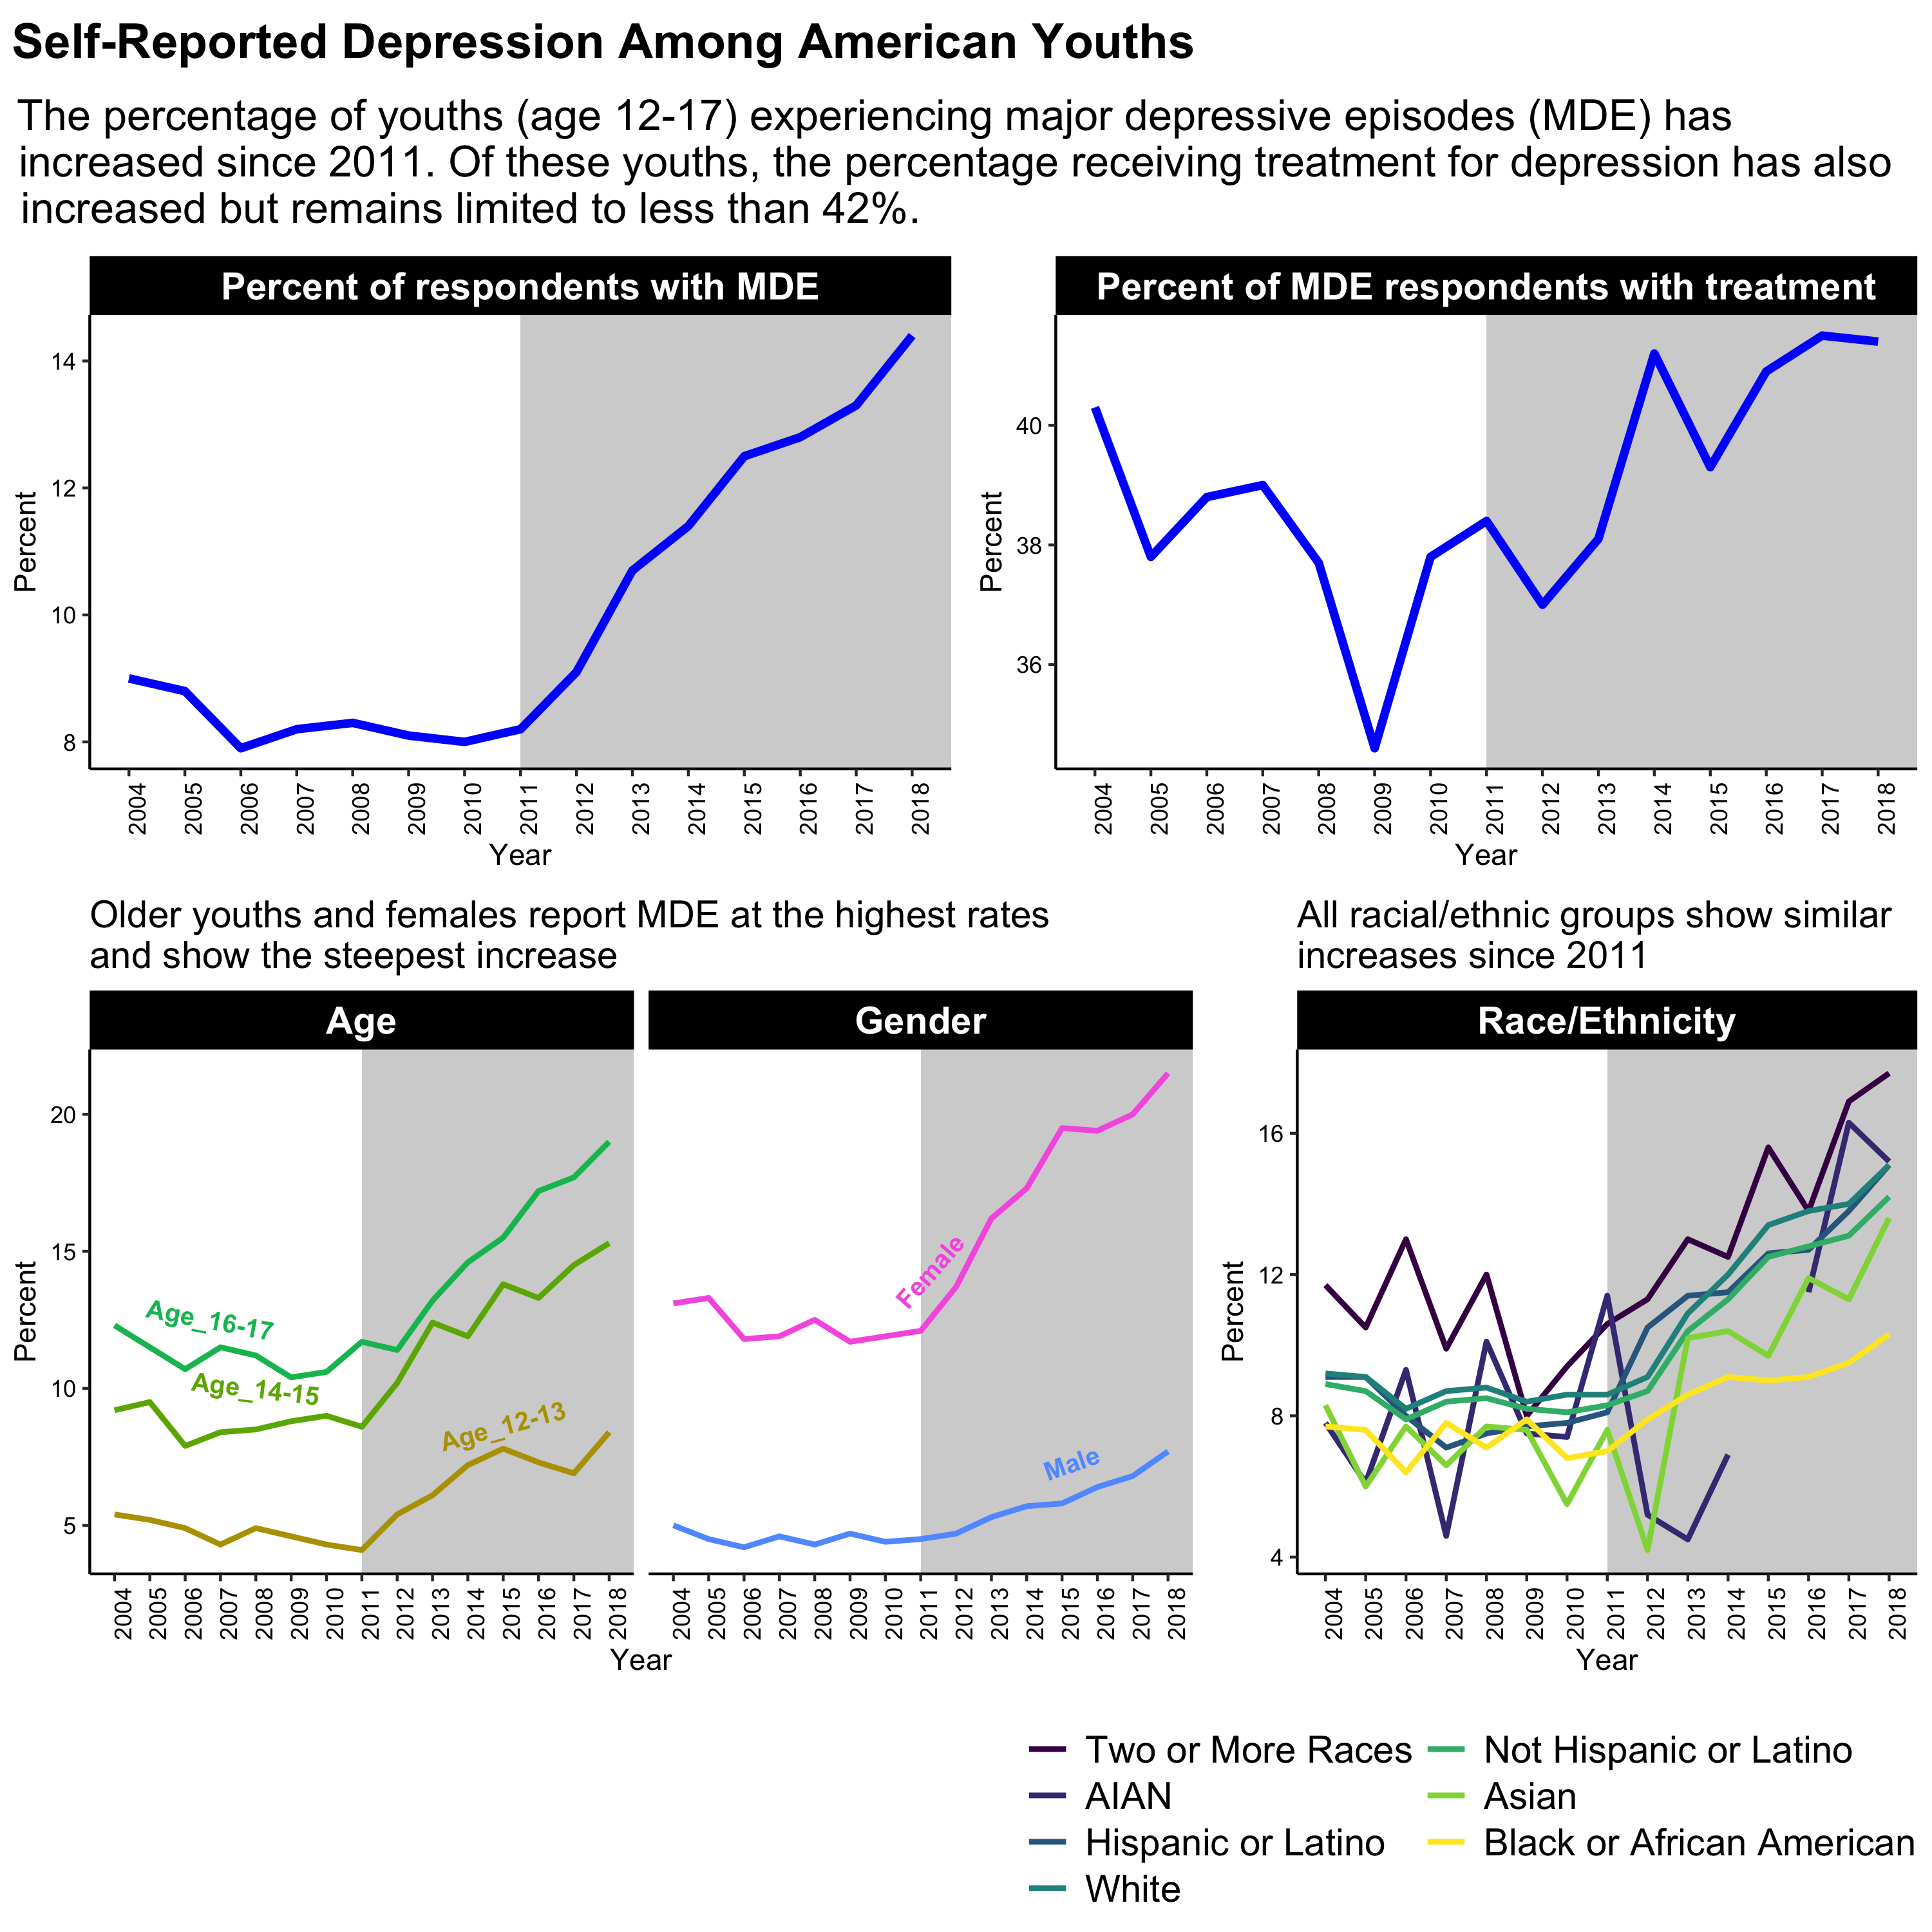 Self-Reported Depression Among American Youths
The percentage of youths (age 12-17) experiencing major depressive episodes (MDE) has
increased since 2011. Of these youths, the percentage receiving treatment for depression has also
increased but remains limited to less than 42%.
Percent of respondents with MDE
Percent
14
12
10
8
2004 2005 2006 2007 2008 2009 2010 2011 2012 2013 2014 2015 2016 2017 2018
Year
Percent of MDE respondents with treatment
Percent
40
38
36
2004 2005 2006 2007 2008 2009 2010 2011 2012 2013 2014 2015 2016 2017 2018
Year
Older youths and females report MDE at the highest rates
and show the steepest increase
Age
Percent
20
15
10
5
Age_16-17
Age_14-15
Age_12-13
2004 2005 2006 2007 2008 2009 2010 2011 2012 2013 2014 2015 2016 2017 2018
Gender
Female
Male
2004 2005 2006 2007 2008 2009 2010 2011 2012 2013 2014 2015 2016 2017 2018
Year
All racial/ethnic groups show similar
increases since 2011
Race/Ethnicity
Percent
16
12
8
4
2004 2005 2006 2007 2008 2009 2010 2011 2012 2013 2014 2015 2016 2017 2018
Year
Two or More Races
AIAN
Hispanic or Latino
White
Not Hispanic or Latino
Asian
Black or African American